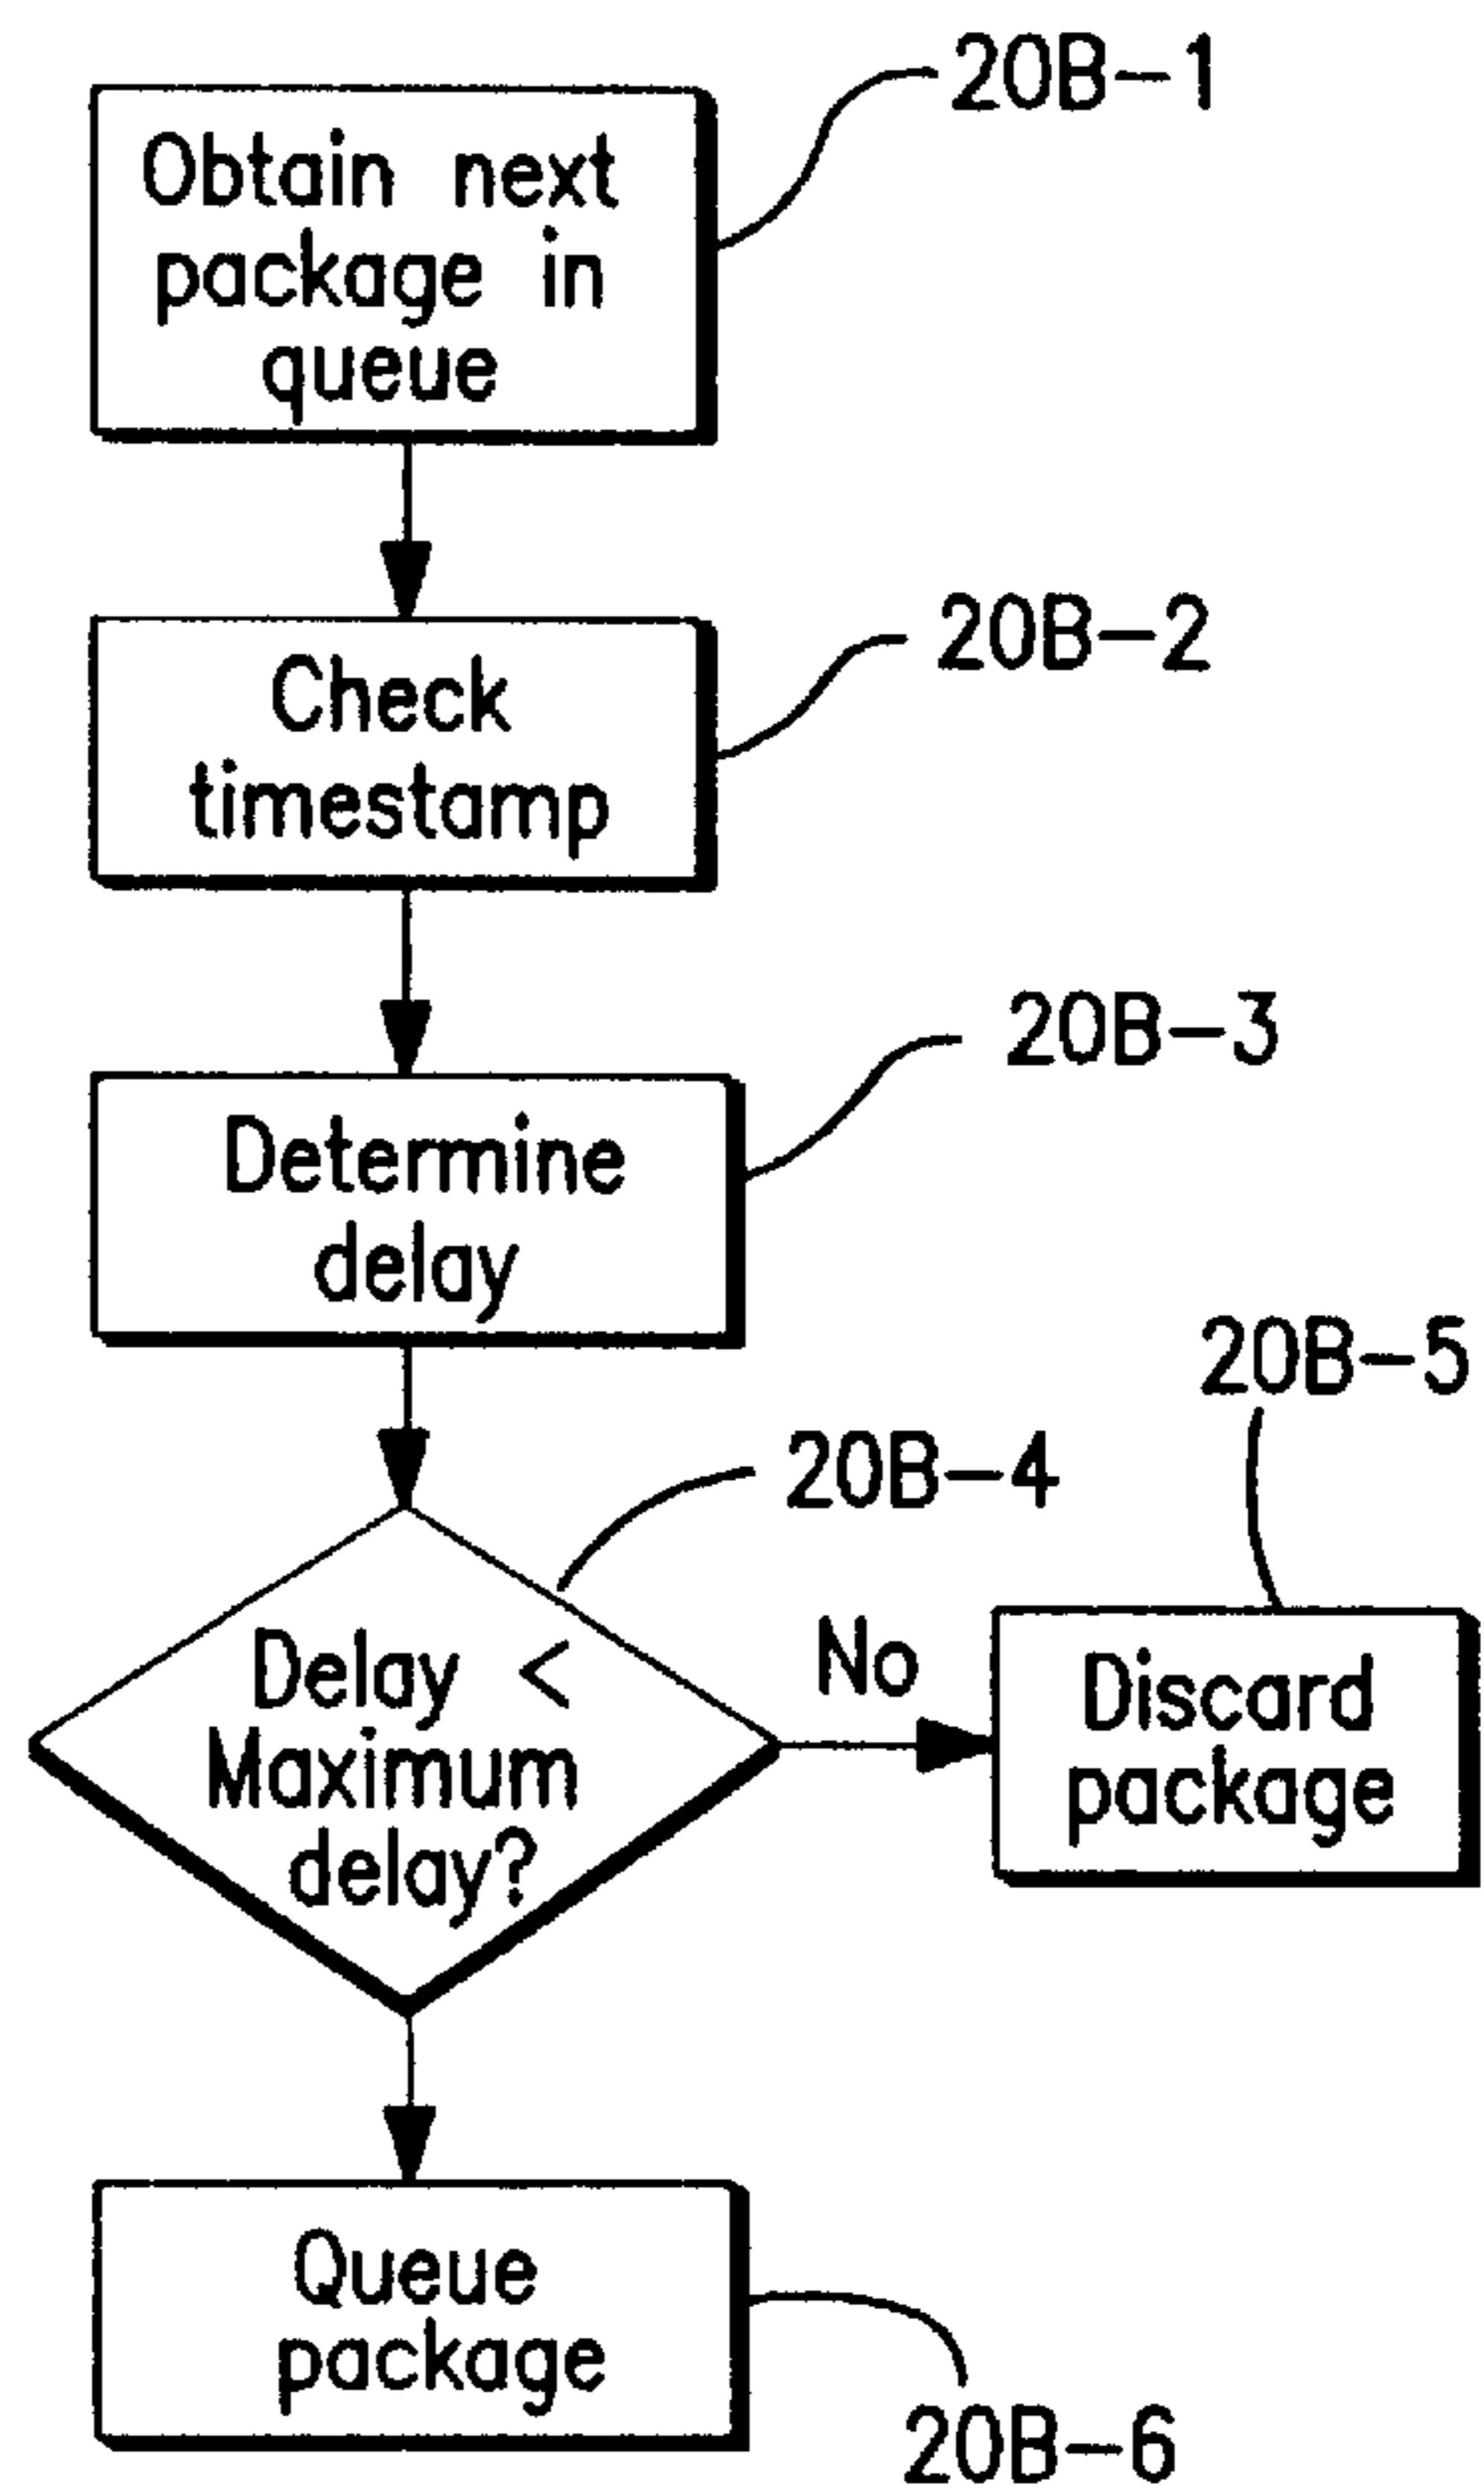 20B-1
Obtain next
package in
queue
20B-2
Check
timestamp
20B-3
Determine
delay
20B-4
Delay <
Maximum
delay?
No
20B-5
Discard
package
Queue
package
20B-6